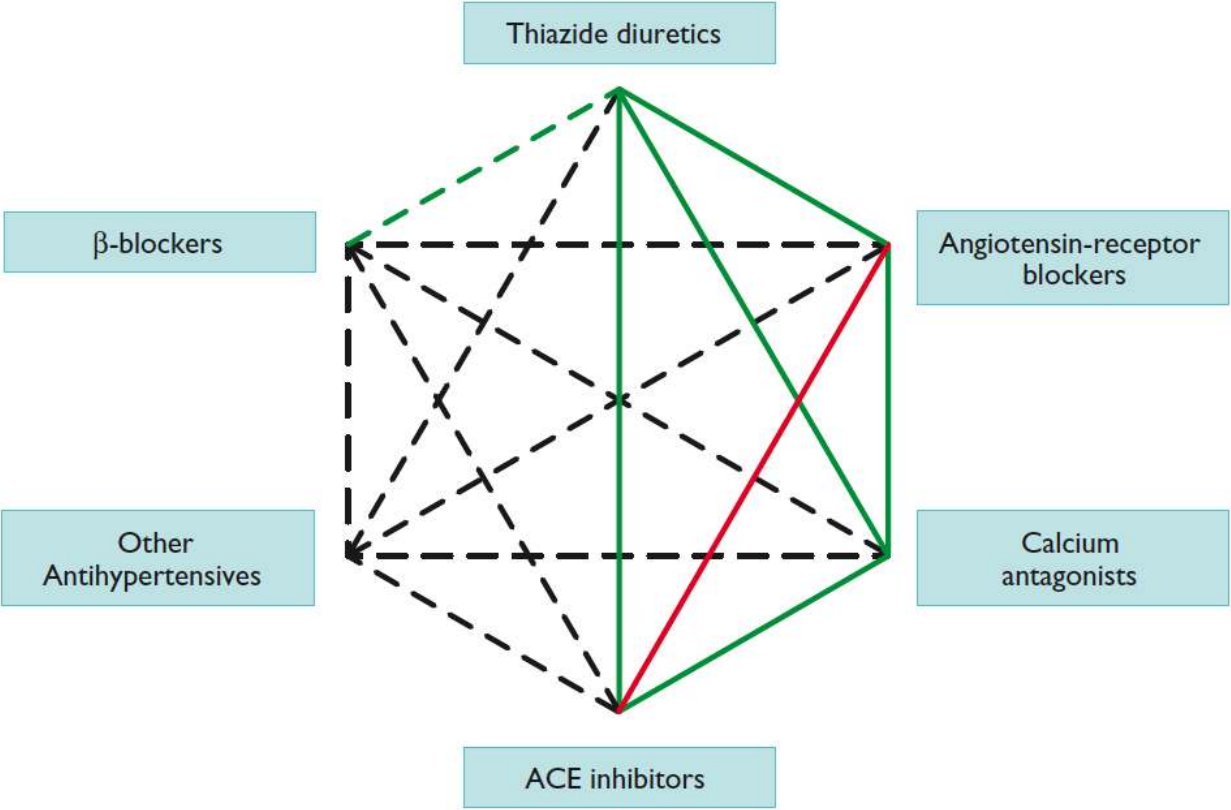 Thiazide diuretics
β-blockers
Angiotensin-receptor
blockers
Other
Antihypertensives
Calcium
antagonists
ACE inhibitors